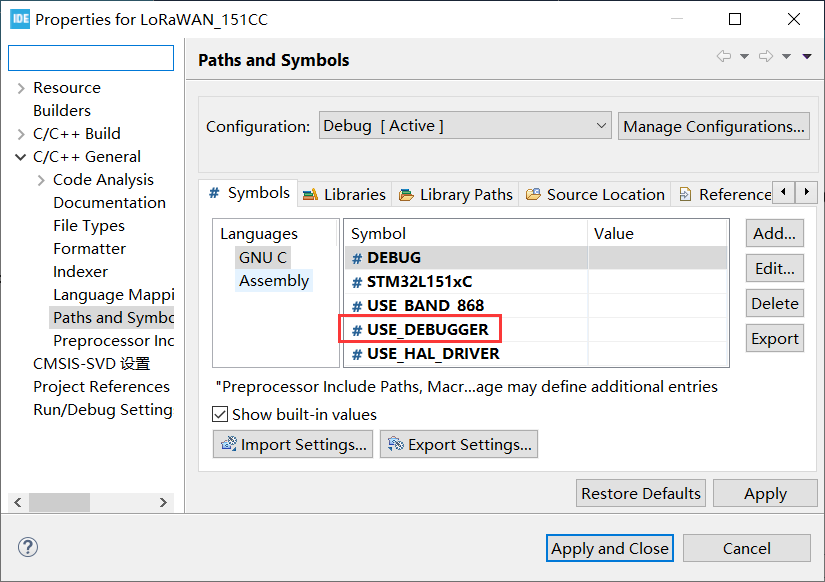 IDE Properties for LoRaWAN_151CC
Paths and Symbols
Resource
Builders
C/C++ Build
C/C++ General
Code Analysis
Documentation
File Types
Formatter
Indexer
Language Mappi
Paths and Symbo
Preprocessor Inc
CMSIS-SVD 设置
Project References
Run/Debug Setting
Configuration: Debug [ Active ] Manage Configurations...
# Symbols Libraries Library Paths Source Location Reference
Languages
GNU C
Assembly
Symbol Value
# DEBUG
# STM32L151xC
# USE_BAND_868
# USE_DEBUGGER
# USE_HAL_DRIVER
Add...
Edit...
Delete
Export
"Preprocessor Include Paths, Macr...age may define additional entries
Show built-in values
Import Settings... Export Settings...
Restore Defaults Apply
? Apply and Close Cancel